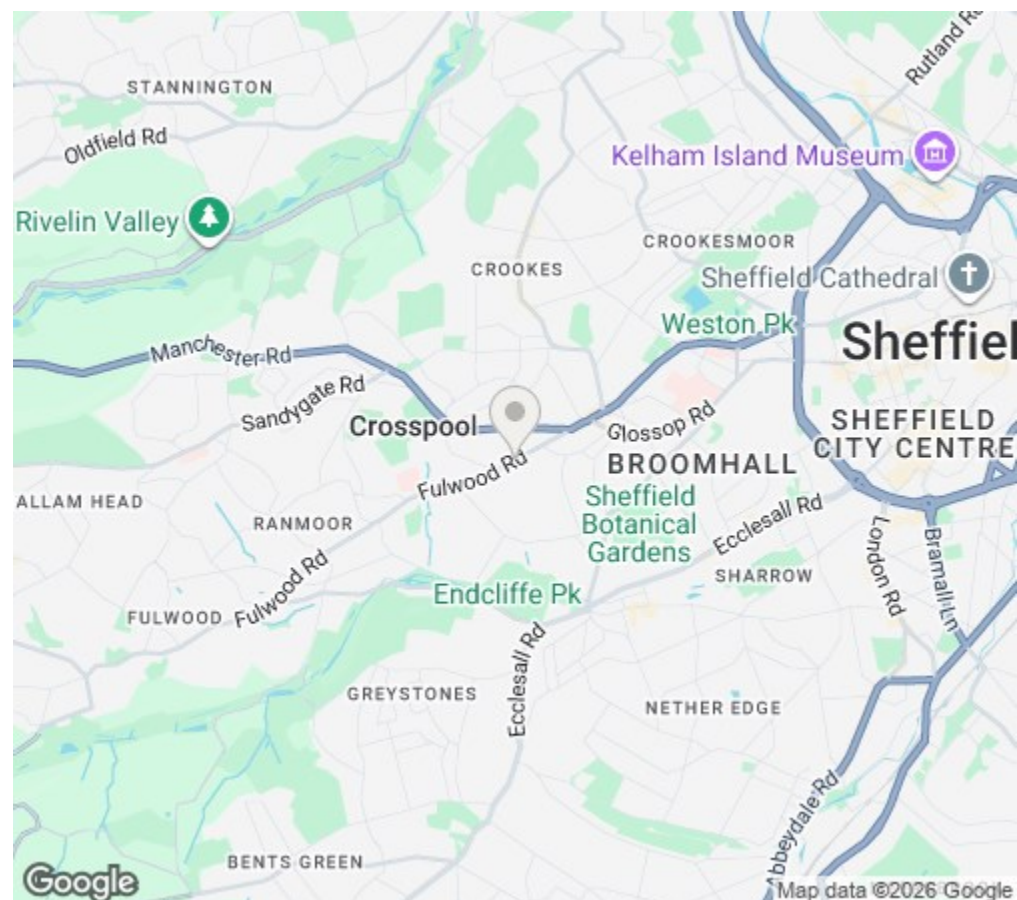 Rutland Rd
STANNINGTON
Oldfield Rd
Kelham Island Museum
Rivelin Valley
CROOKESMOOR
CROOKES
Sheffield Cathedral
Weston Pk
Manchester Rd
Sheffiel
Sandygate Rd
Crosspool
Glossop Rd
SHEFFIELD
CITY CENTRE
Fulwood Rd
BROOMHALL
ALLAM HEAD
Sheffield
Botanical
Gardens
RANMOOR
Ecclesall Rd
London Rd
Bramall Ln
Fulwood Rd
Endcliffe Pk
SHARROW
FULWOOD
Ecclesall Rd
GREYSTONES
NETHER EDGE
Abbeydale Rd
BENTS GREEN
Google
Map data ©2026 Google